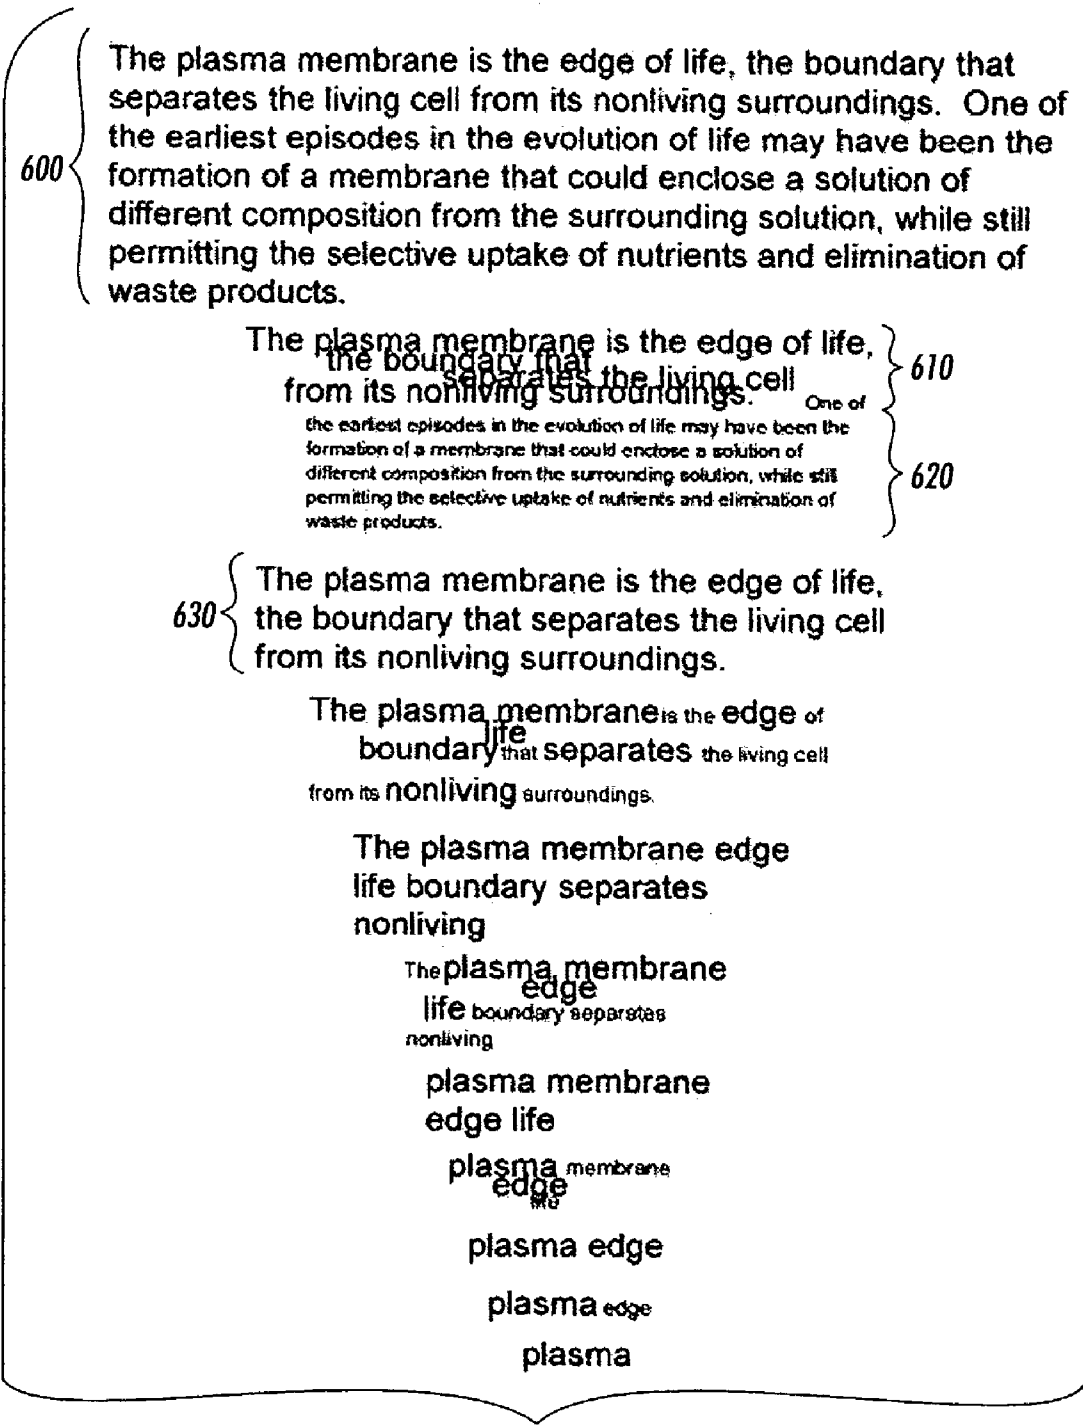 The plasma membrane is the edge of life, the boundary that
separates the living cell from its nonliving surroundings. One of
the earliest episodes in the evolution of life may have been the
600
formation of a membrane that could enclose a solution of
different composition from the surrounding solution, while still
permitting the selective uptake of nutrients and elimination of
waste products.
The plasma membrane is the edge of life,
the boundary that
610
separates the living cell
from its nonliving surroundings.
One of
the earliest episodes in the evolution of life may have been the
formation of a membrane that could enclose a solution of
different composition from the surrounding solution, while still
620
permitting the selective uptake of nutrients and elimination of
waste products.
The plasma membrane is the edge of life,
630
the boundary that separates the living cell
from its nonliving surroundings.
The plasma membrane is the edge of
life
boundary that separates the living cell
from its nonliving surroundings.
The plasma membrane edge
life boundary separates
nonliving
The plasma membrane
edge
life boundary separates
nonliving
plasma membrane
edge life
plasma membrane
edge
life
plasma edge
plasma edge
plasma